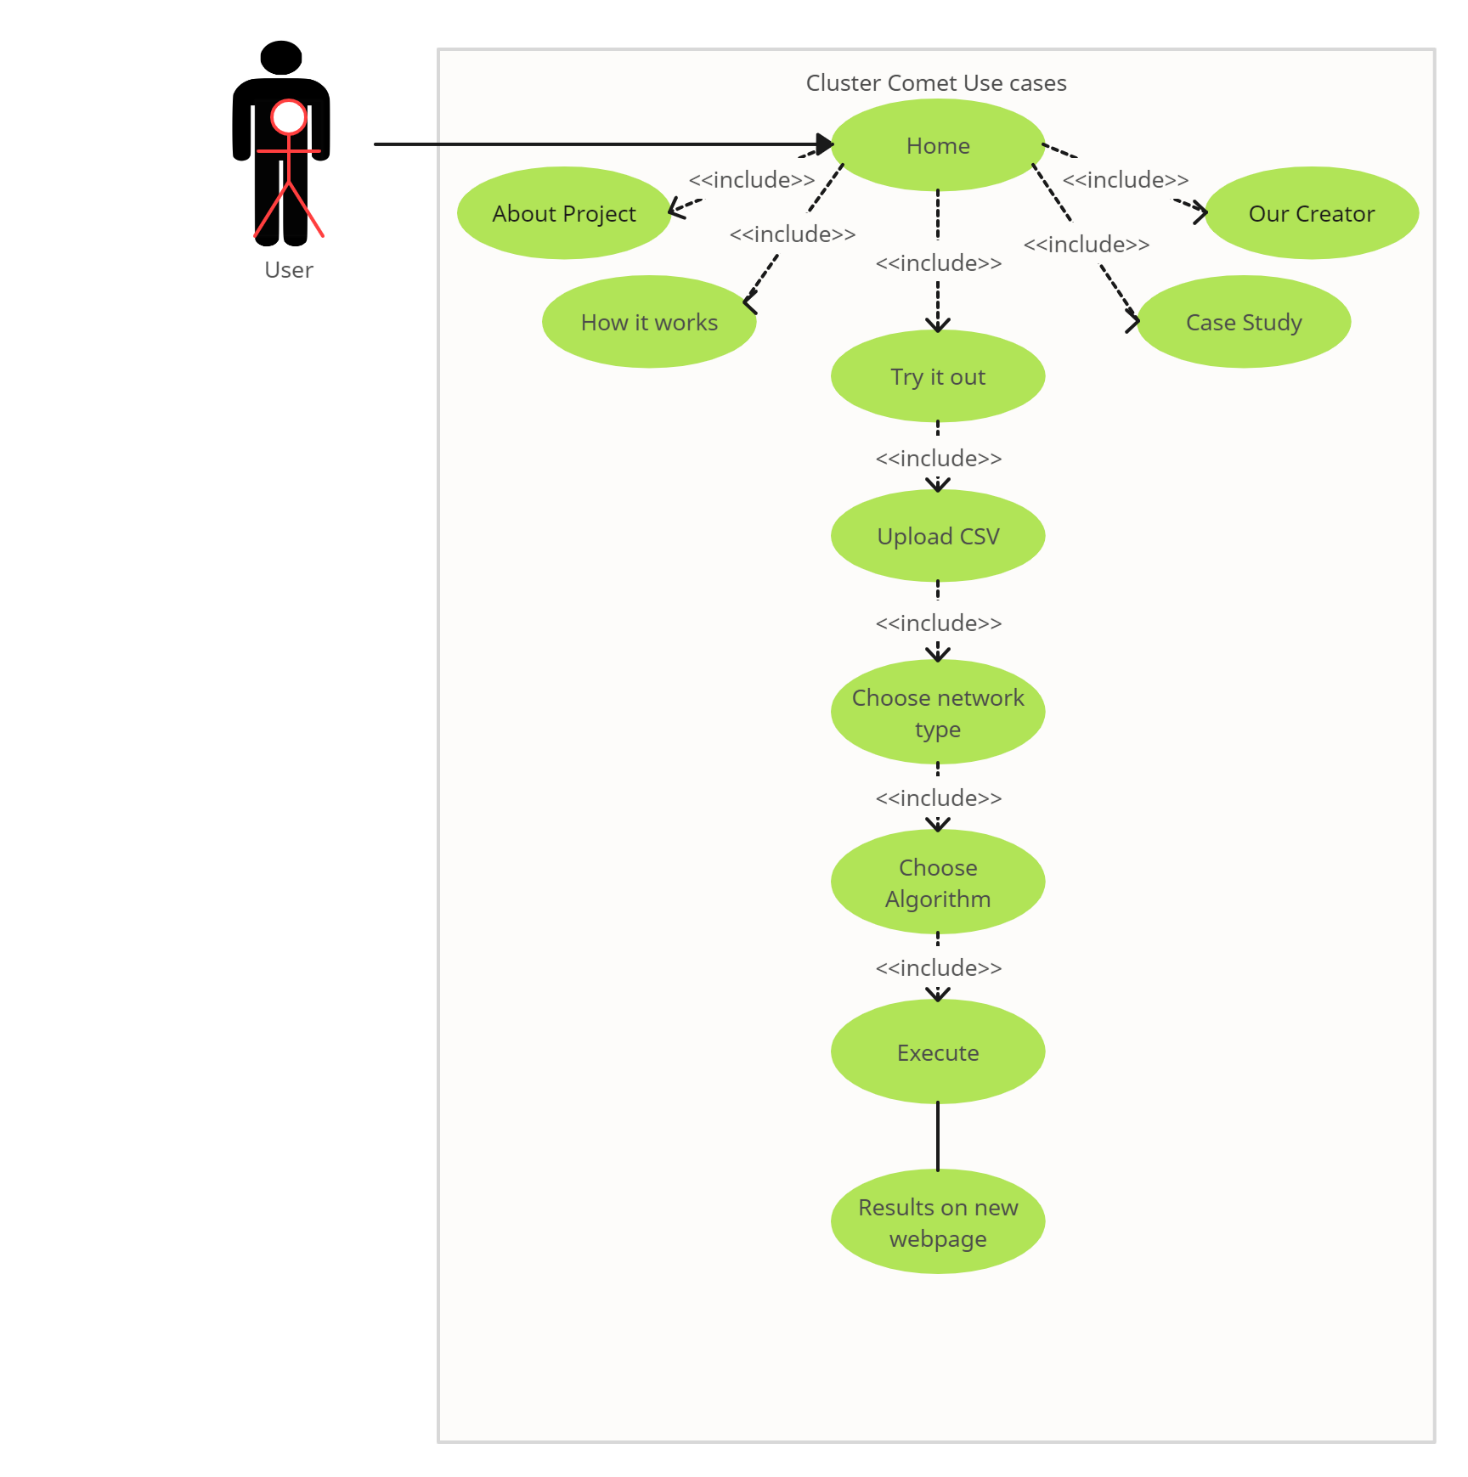 Cluster Comet Use cases
Home
<<include>>
<<include>>
About Project
Our Creator
<<include>>
<<include>>
<<include>>
User
How it works
Case Study
Try it out
<<include>>
Upload CSV
<<include>>
Choose network
type
<<include>>
Choose
Algorithm
<<include>>
Execute
Results on new
webpage